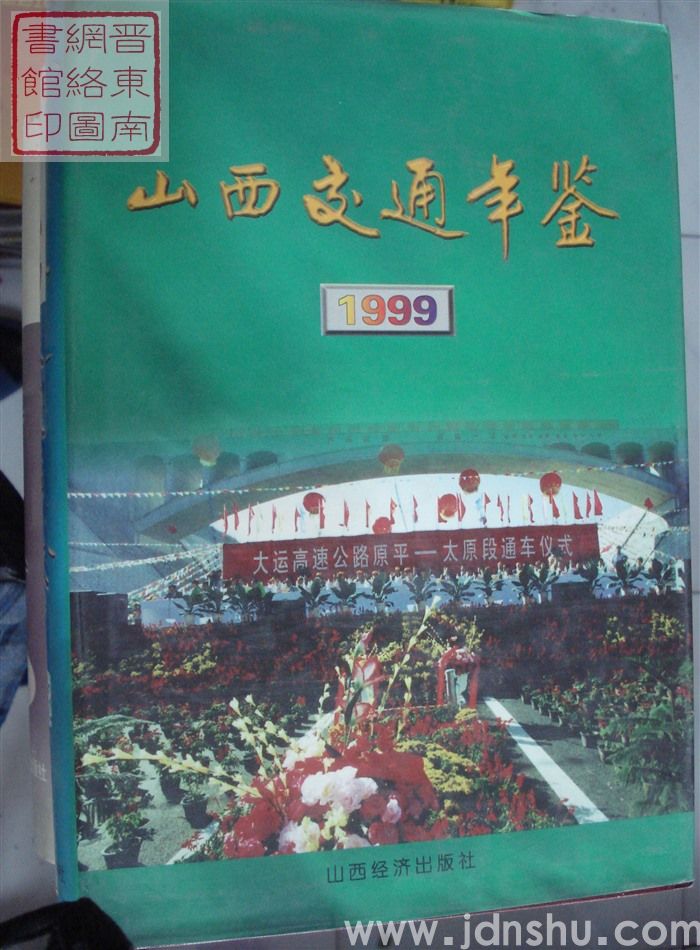 晋東南
網絡圖
書館印
山西交通年鉴
1999
大运高速公路原平—太原段通车仪式
山西经济出版社
www.jdnshu.com